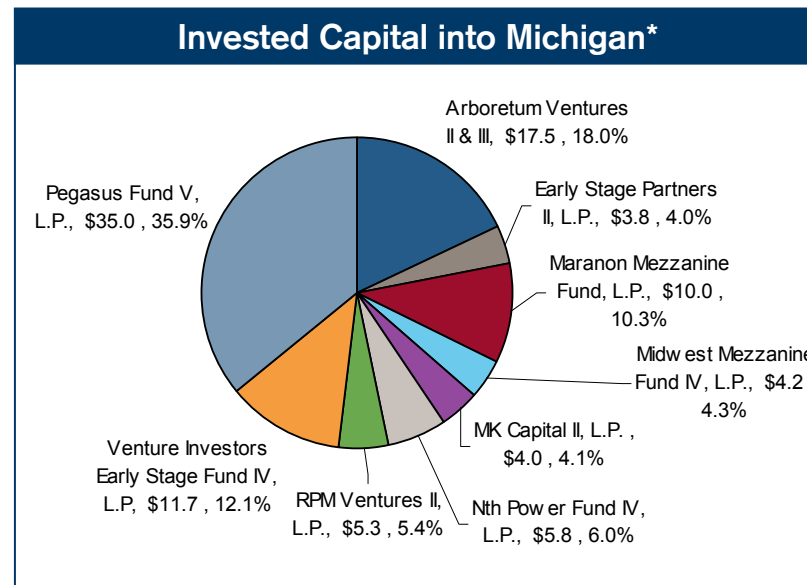 Invested Capital into Michigan*
Arboretum Ventures
II & III, $17.5 , 18.0%
Early Stage Partners
II, L.P., $3.8 , 4.0%
Maranon Mezzanine
Fund, L.P., $10.0 ,
10.3%
Midwest Mezzanine
Fund IV, L.P., $4.2
4.3%
MK Capital II, L.P. ,
$4.0 , 4.1%
Nth Power Fund IV,
L.P., $5.8 , 6.0%
RPM Ventures II,
L.P., $5.3 , 5.4%
Venture Investors
Early Stage Fund IV,
L.P, $11.7 , 12.1%
Pegasus Fund V,
L.P., $35.0 , 35.9%